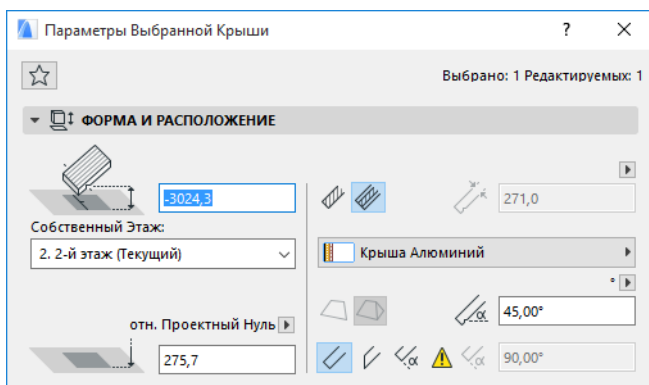 Параметры Выбранной Крыши
?
Выбрано: 1 Редактируемых: 1
ФОРМА И РАСПОЛОЖЕНИЕ
-3024,3
271,0
Собственный Этаж:
2. 2-й этаж (Текущий)
Крыша Алюминий
°
α 45,00°
отн. Проектный Нуль
275,7
α α 90,00°